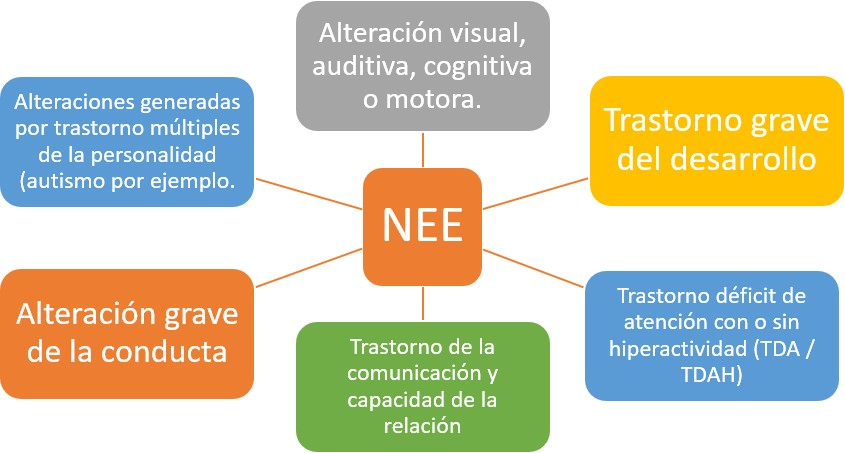 Alteración visual,
auditiva, cognitiva
o motora.
Alteraciones generadas
por trastorno múltiples
de la personalidad
(autismo por ejemplo.
Trastorno grave
del desarrollo
NEE
Alteración grave
de la conducta
Trastorno déficit de
atención con o sin
hiperactividad (TDA /
TDAH)
Trastorno de la
comunicación y
capacidad de la
relación